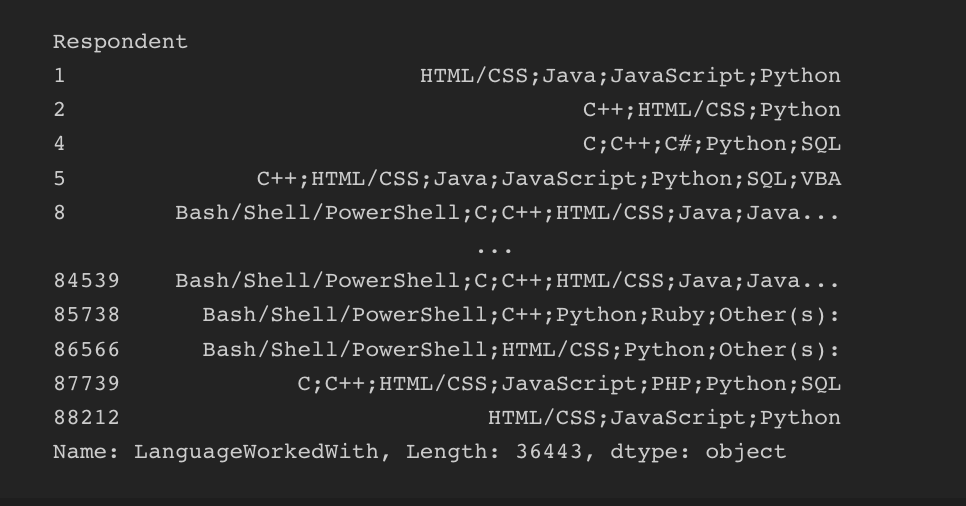 Respondent
1 HTML/CSS;Java;JavaScript;Python
2 C++;HTML/CSS;Python
4 C;C++;C#;Python;SQL
5 C++;HTML/CSS;Java;JavaScript;Python;SQL;VBA
8 Bash/Shell/PowerShell;C;C++;HTML/CSS;Java;Java...
...
84539 Bash/Shell/PowerShell;C;C++;HTML/CSS;Java;Java...
85738 Bash/Shell/PowerShell;C++;Python;Ruby;Other(s):
86566 Bash/Shell/PowerShell;HTML/CSS;Python;Other(s):
87739 C;C++;HTML/CSS;JavaScript;PHP;Python;SQL
88212 HTML/CSS;JavaScript;Python
Name: LanguageWorkedWith, Length: 36443, dtype: object